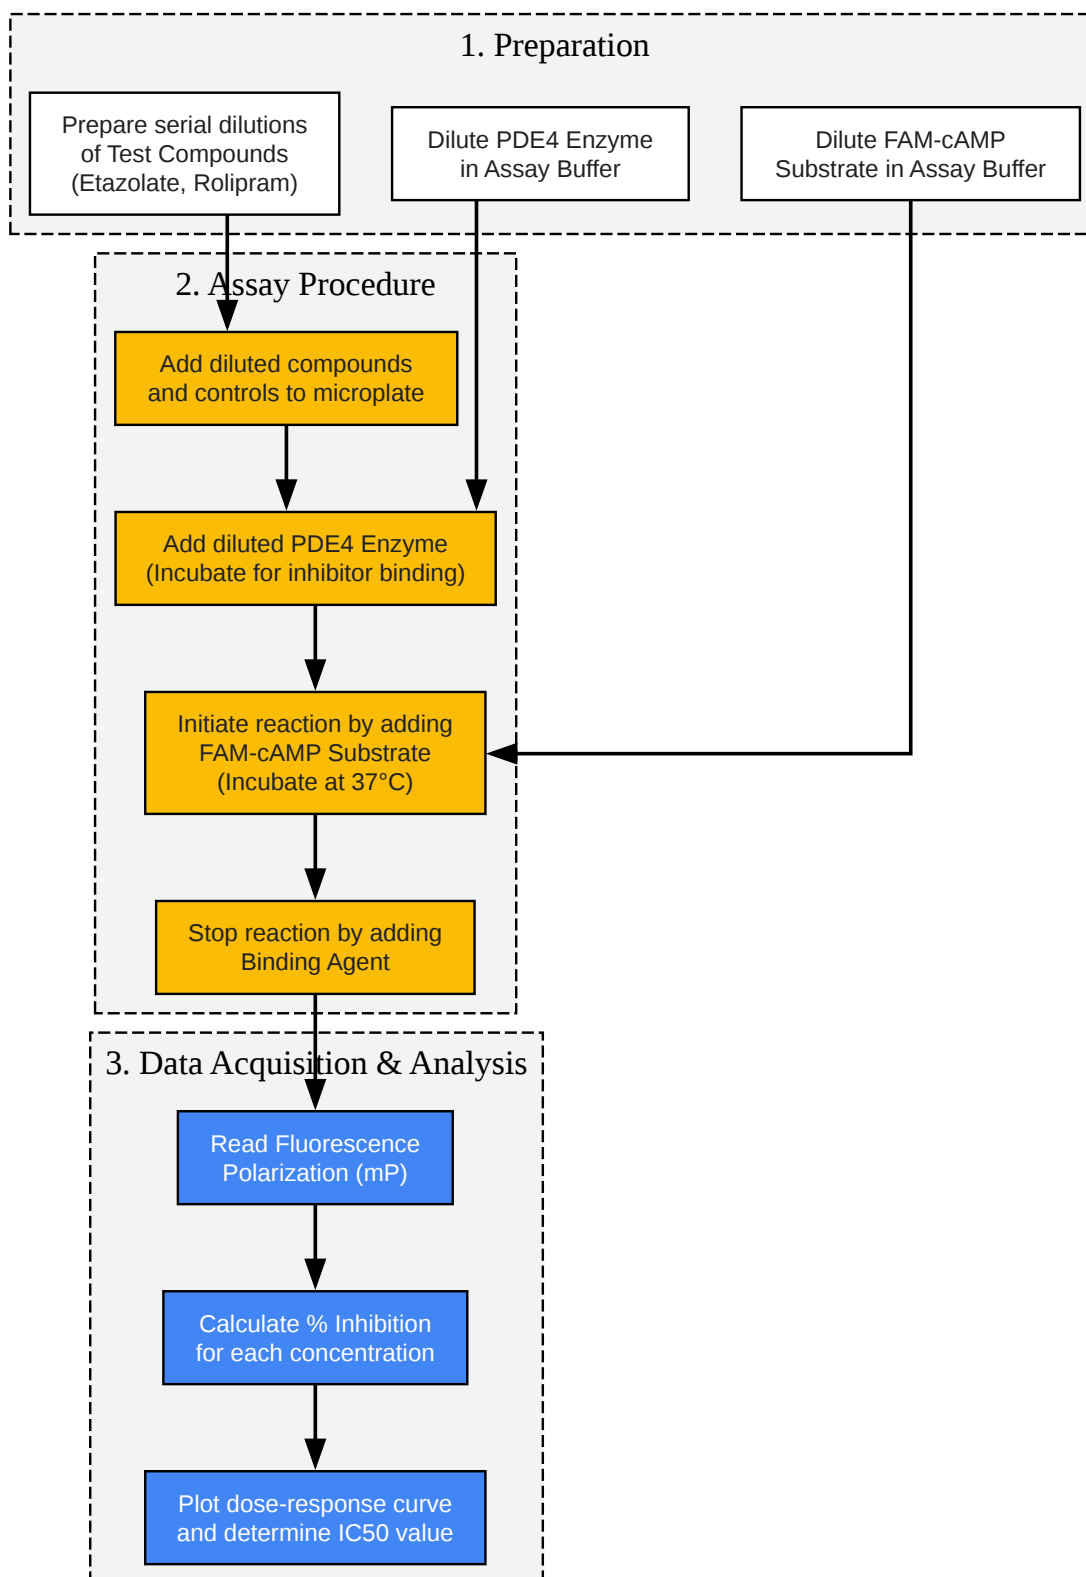 1. Preparation
Prepare serial dilutions
of Test Compounds
(Etazolate, Rolipram)
Dilute PDE4 Enzyme
in Assay Buffer
Dilute FAM-cAMP
Substrate in Assay Buffer
2. Assay Procedure
Add diluted compounds
and controls to microplate
Add diluted PDE4 Enzyme
(Incubate for inhibitor binding)
Initiate reaction by adding
FAM-cAMP Substrate
(Incubate at 37°C)
Stop reaction by adding
Binding Agent
3. Data Acquisition & Analysis
Read Fluorescence
Polarization (mP)
Calculate % Inhibition
for each concentration
Plot dose-response curve
and determine IC50 value